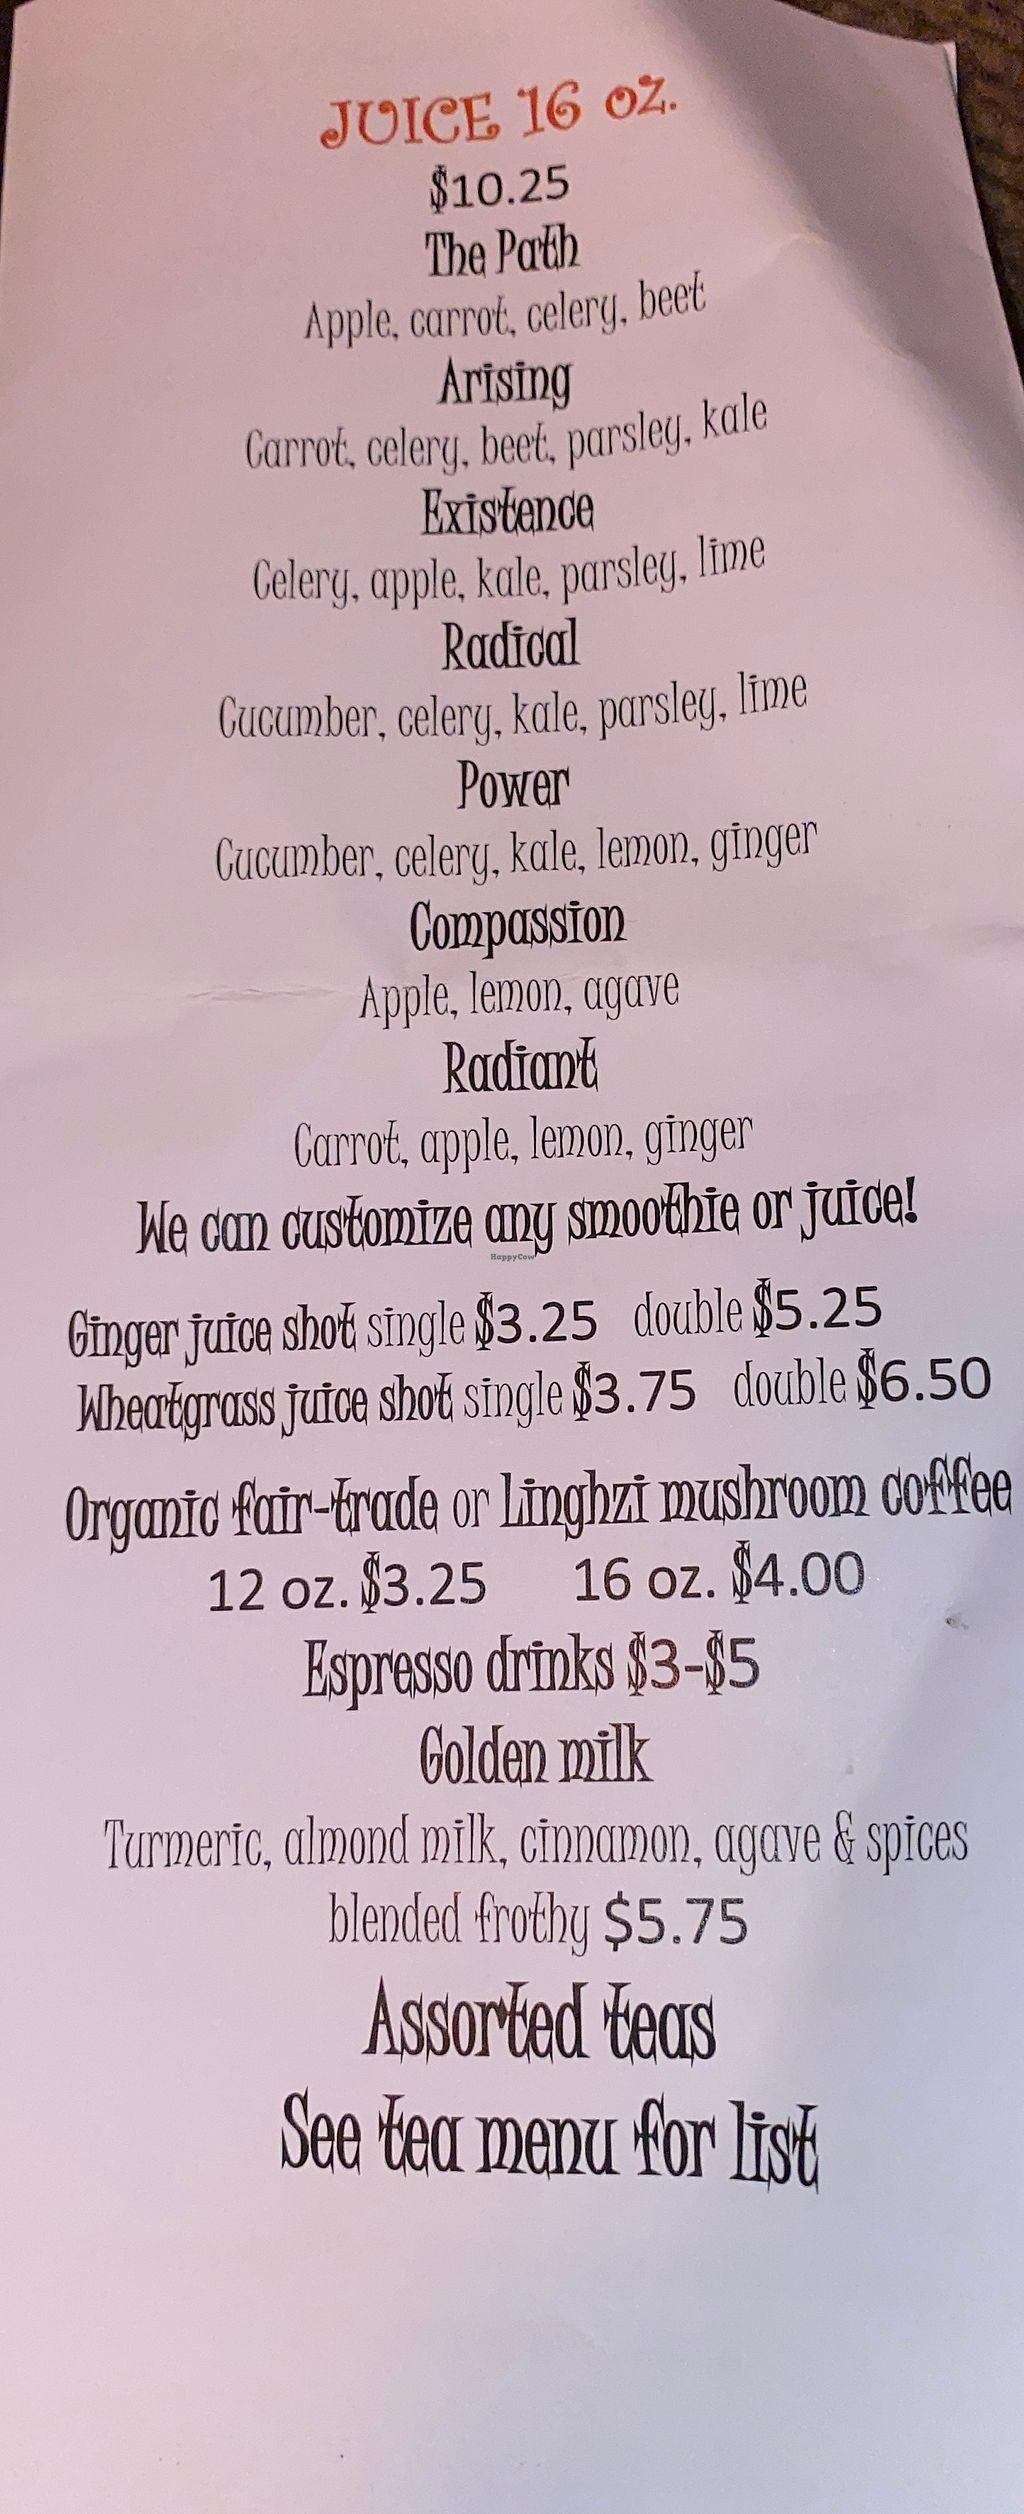 JUICE 16 oz.
$10.25
The Path
Apple, carrot, celery, beet
Arising
Carrot, celery, beet, parsley, kale
Existence
Celery, apple, kale, parsley, lime
Radical
Cucumber, celery, kale, parsley, lime
Power
Cucumber, celery, kale, lemon, ginger
Compassion
Apple, lemon, agave
Radiant
Carrot, apple, lemon, ginger
We can customize any smoothie or juice!
HappyCow
Ginger juice shot single $3.25 double $5.25
Wheatgrass juice shot single $3.75 double $6.50
Organic fair-trade or Linghzi mushroom coffee
12 oz. $3.25 16 oz. $4.00
Espresso drinks $3-$5
Golden milk
Turmeric, almond milk, cinnamon, agave & spices
blended frothy $5.75
Assorted teas
See tea menu for list